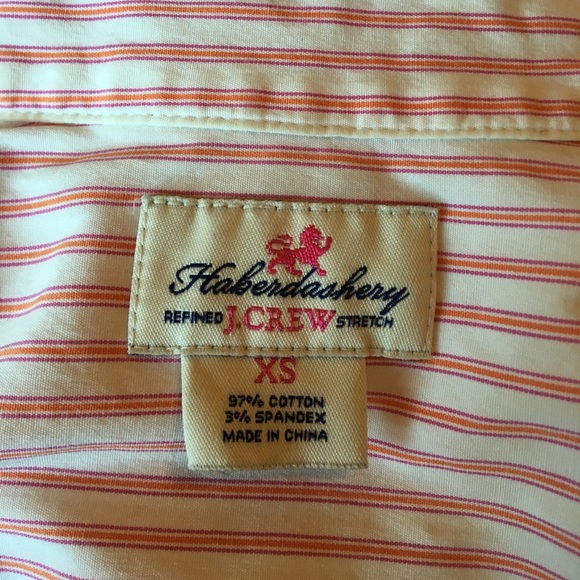 Haberdashery
REFINED J.CREW STRETCH
XS
97% COTTON
3% SPANDEX
MADE IN CHINA